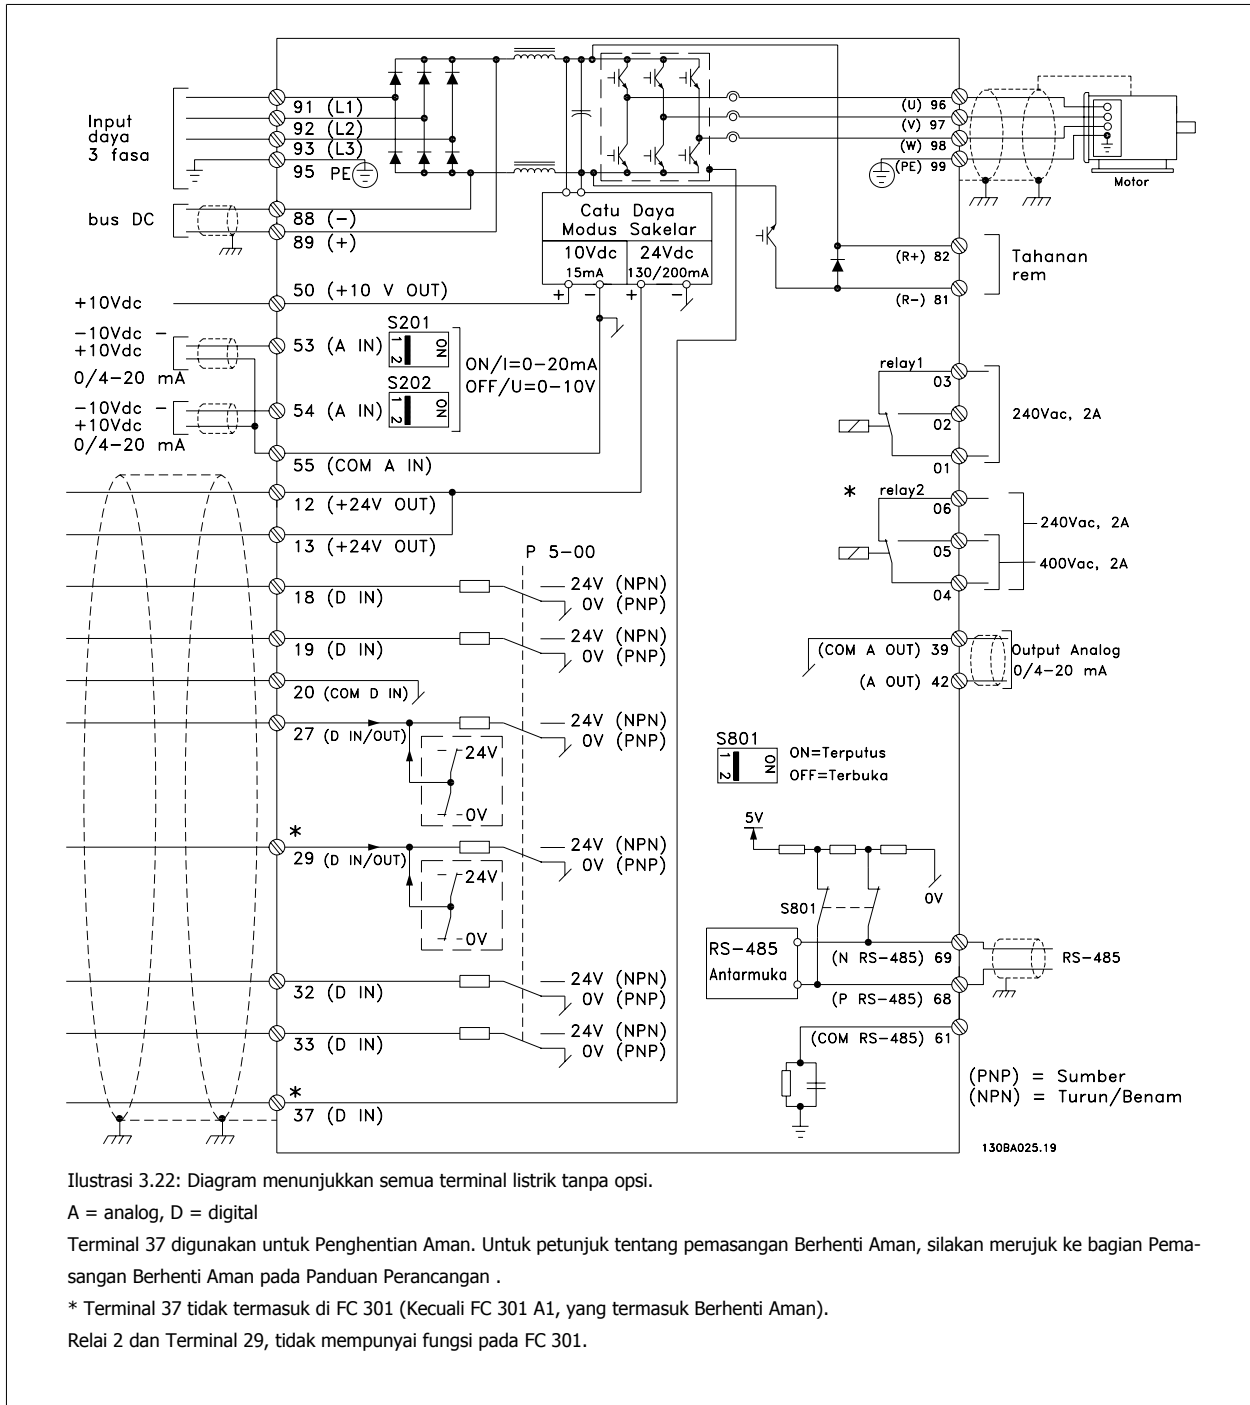 Input
daya
3 fasa
91 (L1)
92 (L2)
93 (L3)
95 PE
bus DC
88 (−)
89 (+)
+10Vdc
50 (+10 V OUT)
−10Vdc −
+10Vdc
0/4−20 mA
53 (A IN)
S201
1 2 ON
ON/I=0−20mA
OFF/U=0−10V
S202
1 2 ON
−10Vdc −
+10Vdc
0/4−20 mA
54 (A IN)
55 (COM A IN)
12 (+24V OUT)
13 (+24V OUT)
P 5-00
18 (D IN)
24V (NPN)
0V (PNP)
19 (D IN)
24V (NPN)
0V (PNP)
20 (COM D IN)
27 (D IN/OUT)
24V (NPN)
0V (PNP)
24V
0V
*
29 (D IN/OUT)
24V (NPN)
0V (PNP)
24V
0V
32 (D IN)
24V (NPN)
0V (PNP)
33 (D IN)
24V (NPN)
0V (PNP)
*
37 (D IN)
Catu Daya
Modus Sakelar
10Vdc 24Vdc
15mA 130/200mA
+ − + −
(U) 96
(V) 97
(W) 98
(PE) 99
Motor
(R+) 82
Tahanan
rem
(R−) 81
relay1
03
240Vac, 2A
02
01
* relay2
06
240Vac, 2A
05
400Vac, 2A
04
(COM A OUT) 39
Output Analog
0/4−20 mA
(A OUT) 42
S801
1 2 ON
ON=Terputus
OFF=Terbuka
5V
0V
S801
RS-485
Antarmuka
(N RS-485) 69
RS-485
(P RS-485) 68
(COM RS-485) 61
(PNP) = Sumber
(NPN) = Turun/Benam
130BA025.19
Ilustrasi 3.22: Diagram menunjukkan semua terminal listrik tanpa opsi.
A = analog, D = digital
Terminal 37 digunakan untuk Penghentian Aman. Untuk petunjuk tentang pemasangan Berhenti Aman, silakan merujuk ke bagian Pema-
sangan Berhenti Aman pada Panduan Perancangan .
* Terminal 37 tidak termasuk di FC 301 (Kecuali FC 301 A1, yang termasuk Berhenti Aman).
Relai 2 dan Terminal 29, tidak mempunyai fungsi pada FC 301.